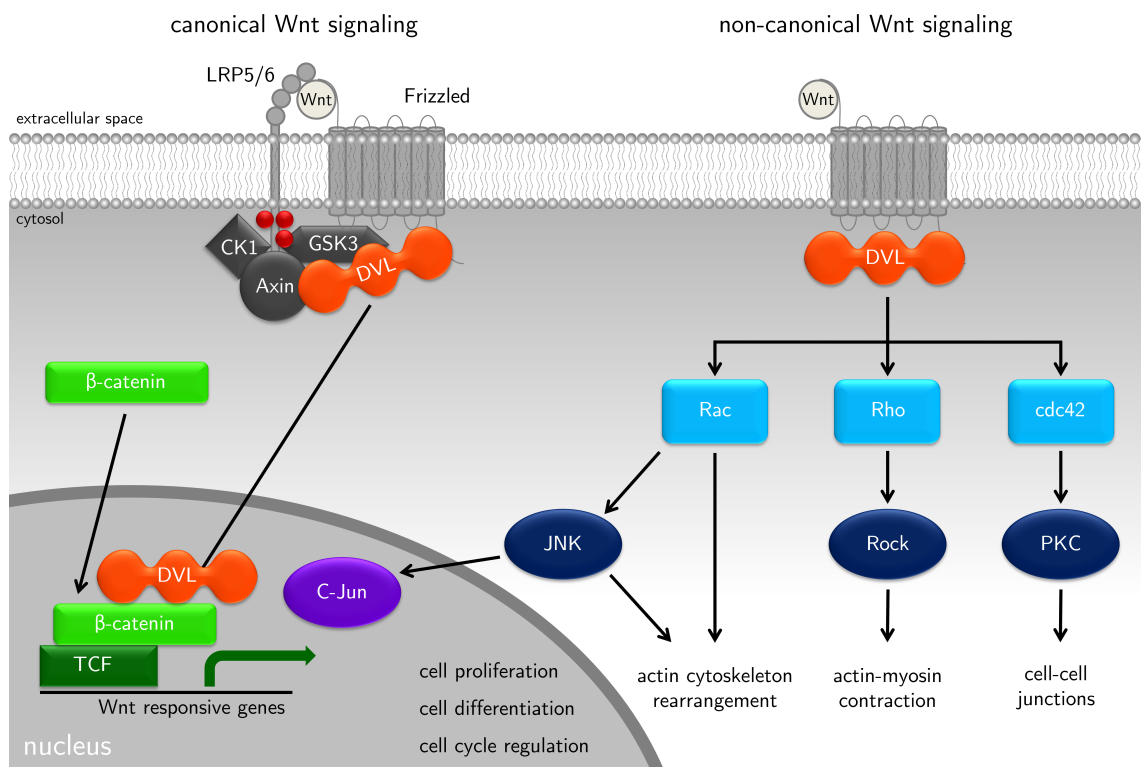 canonical Wnt signaling
non-canonical Wnt signaling
LRP5/6
Wnt
Frizzled
Wnt
extracellular space
cytosol
CK1
GSK3
Axin
DVL
DVL
β-catenin
Rac
Rho
cdc42
JNK
Rock
PKC
DVL
C-Jun
β-catenin
TCF
Wnt responsive genes
cell proliferation
cell differentiation
cell cycle regulation
actin cytoskeleton
rearrangement
actin-myosin
contraction
cell-cell
junctions
nucleus